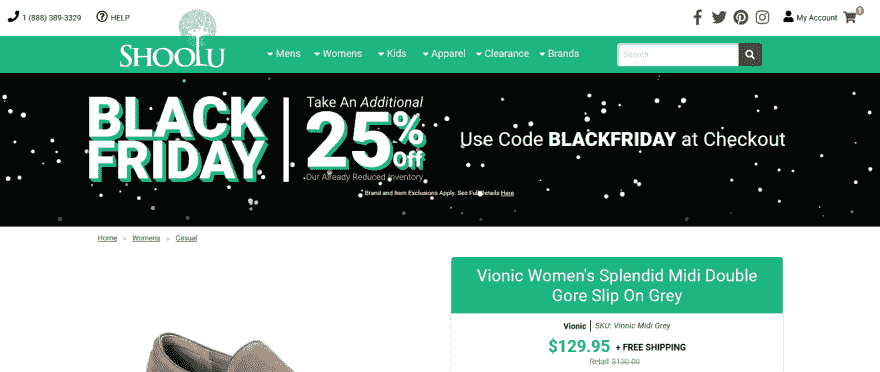 1 (888) 389-3329
HELP
My Account
1
SHOOLU
Mens
Womens
Kids
Apparel
Clearance
Brands
Search
BLACK
FRIDAY
Take An Additional
25% Off
Our Already Reduced Inventory
Use Code BLACKFRIDAY at Checkout
Brand and Item Exclusions Apply. See Full Details Here.
Home > Womens > Casual
Vionic Women's Splendid Midi Double
Gore Slip On Grey
Vionic | SKU: Vionic Midi Grey
$129.95 + FREE SHIPPING
Retail $130.00